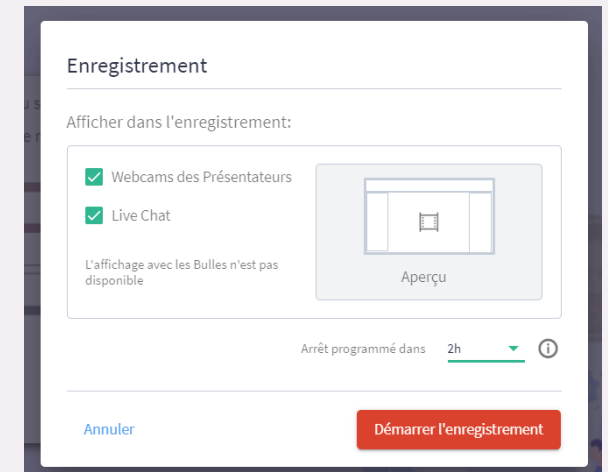 Enregistrement
Afficher dans l'enregistrement:
Webcams des Présentateurs
Live Chat
L'affichage avec les Bulles n'est pas
disponible
Aperçu
Arrêt programmé dans 2h
Annuler
Démarrer l'enregistrement